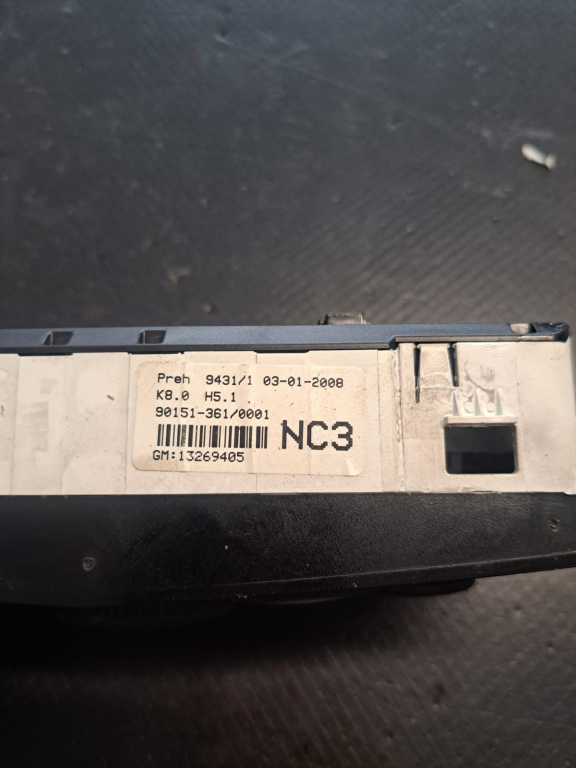 Preh 9431/1 03-01-2008
K8.0 H5.1
90151-361/0001
NC3
GM:13269405